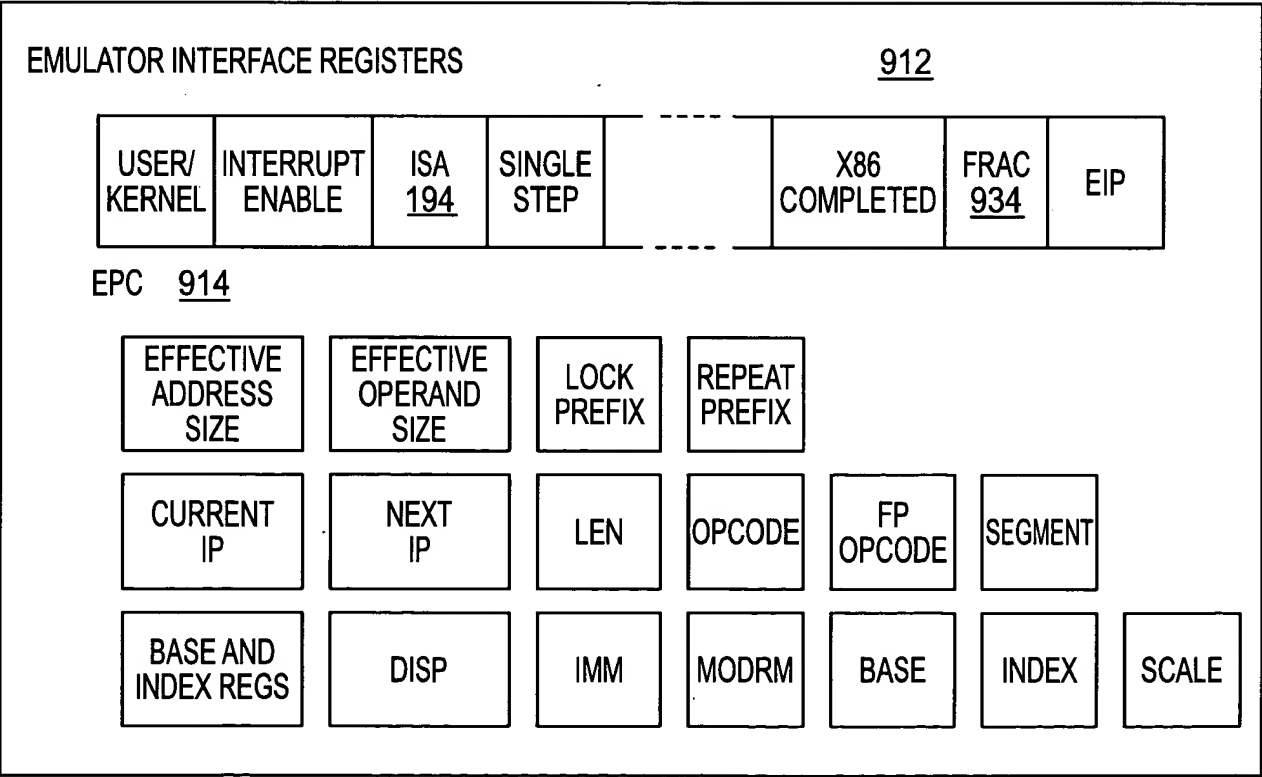 EMULATOR INTERFACE REGISTERS 912
USER/ KERNEL
INTERRUPT ENABLE
ISA 194
SINGLE STEP
X86 COMPLETED
FRAC 934
EIP
EPC 914
EFFECTIVE ADDRESS SIZE
EFFECTIVE OPERAND SIZE
LOCK PREFIX
REPEAT PREFIX
CURRENT IP
NEXT IP
LEN
OPCODE
FP OPCODE
SEGMENT
BASE AND INDEX REGS
DISP
IMM
MODRM
BASE
INDEX
SCALE